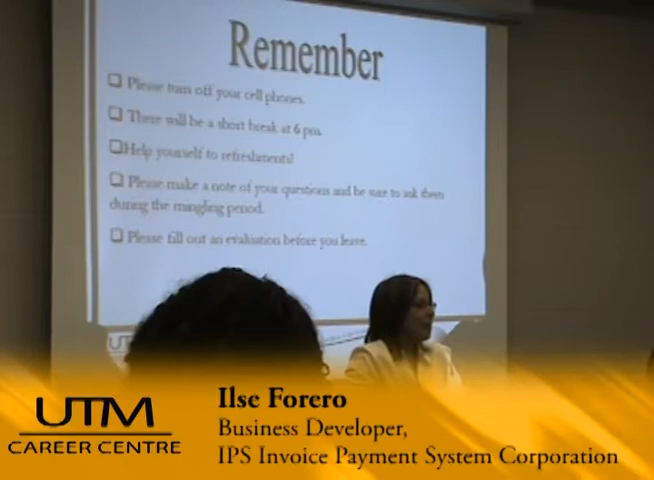 Remember
❑ Please turn off your cell phones.
❑ There will be a short break at 6 pm.
❑Help yourself to refreshments!
❑ Please make a note of your questions and be sure to ask them
during the mingling period.
❑ Please fill out an evaluation before you leave.
UTM
UTM
CAREER CENTRE
Ilse Forero
Business Developer,
IPS Invoice Payment System Corporation